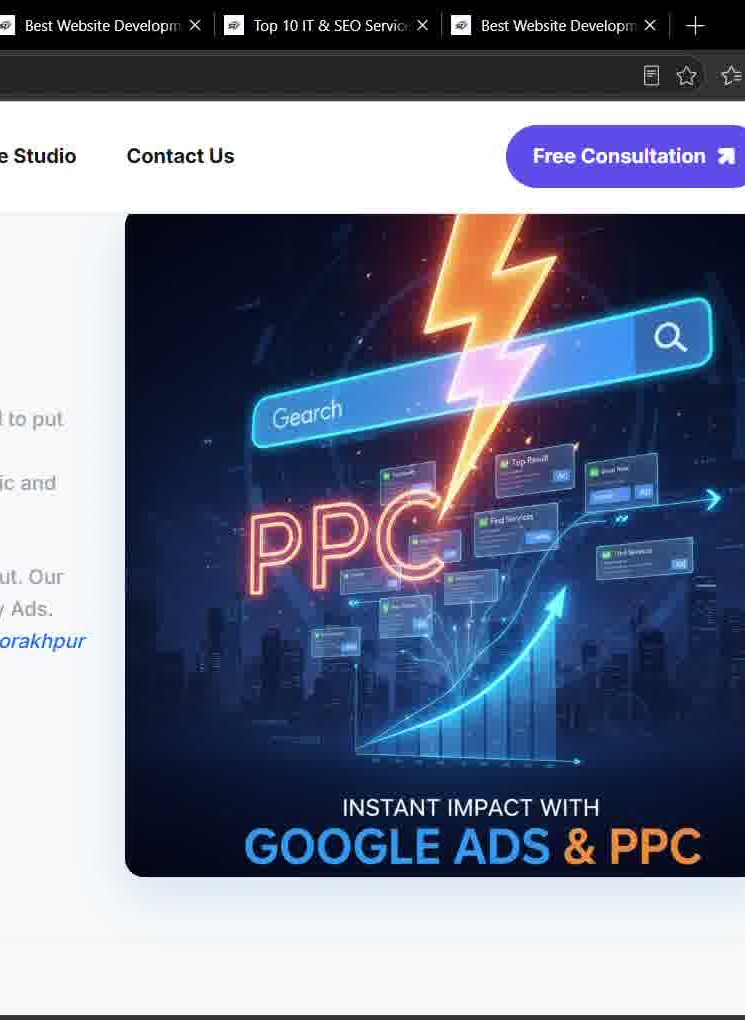 Best Website Developm
Top 10 IT & SEO Servic
Best Website Developm
e Studio
Contact Us
Free Consultation
Gearch
l to put
ic and
ut. Our
y Ads.
orakhpur
Top Result
Find Services
PPC
INSTANT IMPACT WITH
GOOGLE ADS & PPC